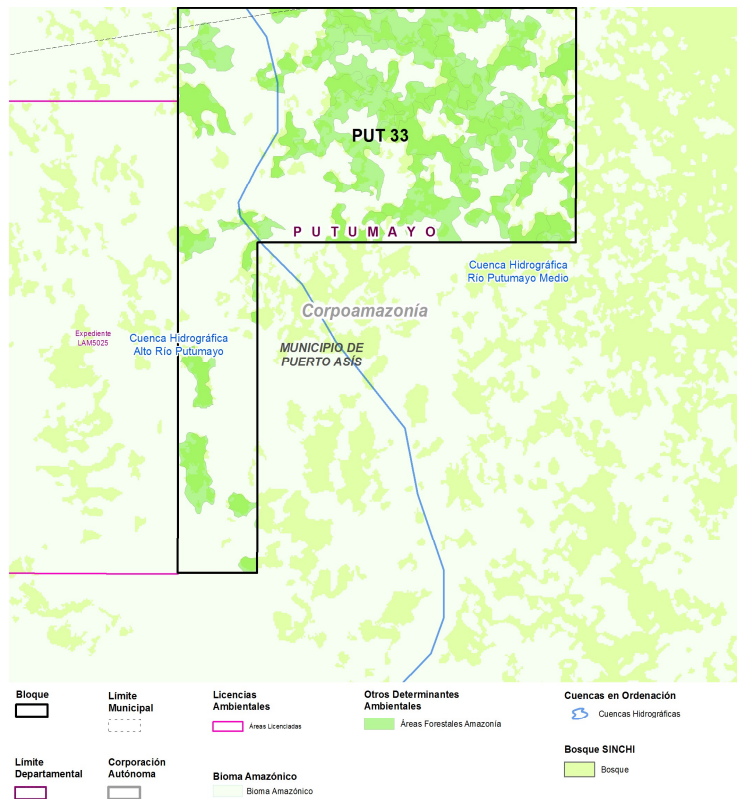 PUT 33
PUTUMAYO
Cuenca Hidrográfica
Río Putumayo Medio
Corpoamazonía
Expediente
LAM5025
Cuenca Hidrográfica
Alto Río Putumayo
MUNICIPIO DE
PUERTO ASÍS
Bloque
Límite
Municipal
Licencias
Ambientales
Áreas Licenciadas
Otros Determinantes
Ambientales
Áreas Forestales Amazonía
Cuencas en Ordenación
Cuencas Hidrográficas
Límite
Departamental
Corporación
Autónoma
Bioma Amazónico
Bioma Amazónico
Bosque SINCHI
Bosque